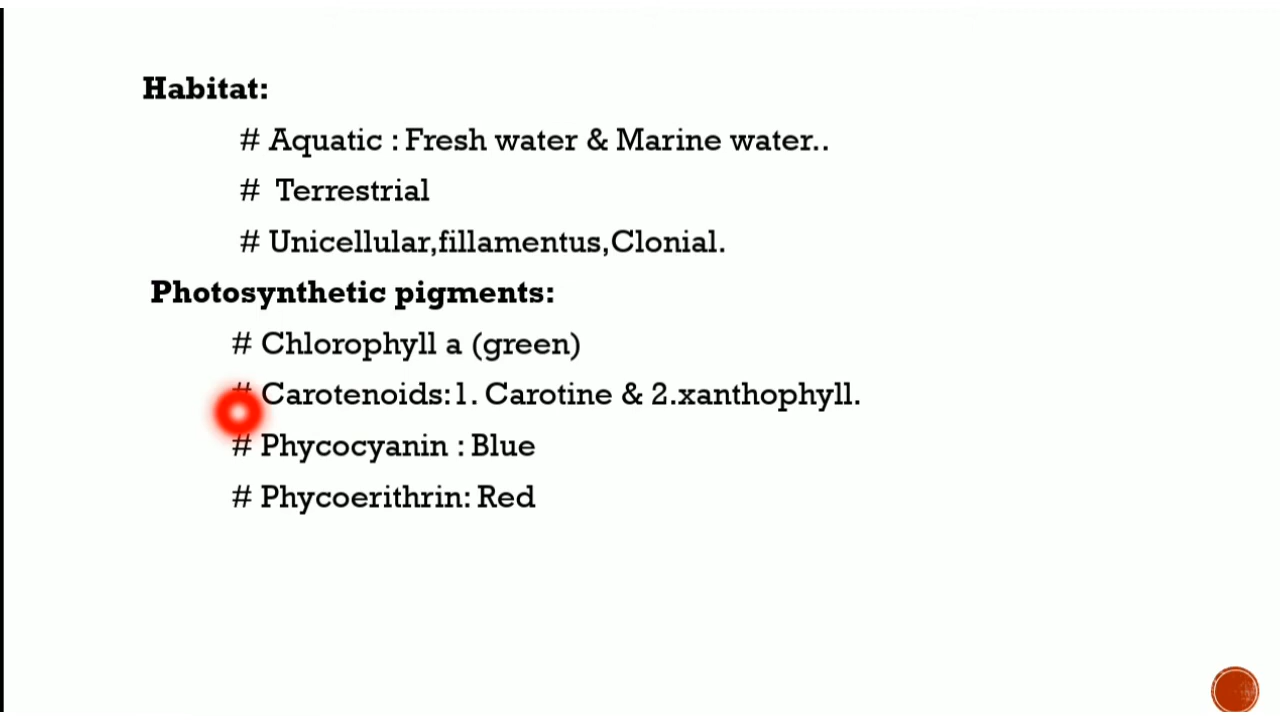 Habitat:
# Aquatic : Fresh water & Marine water..
# Terrestrial
# Unicellular,fillamentus,Clonial.
Photosynthetic pigments:
# Chlorophyll a (green)
# Carotenoids:1. Carotine & 2.xanthophyll.
# Phycocyanin : Blue
# Phycoerithrin: Red